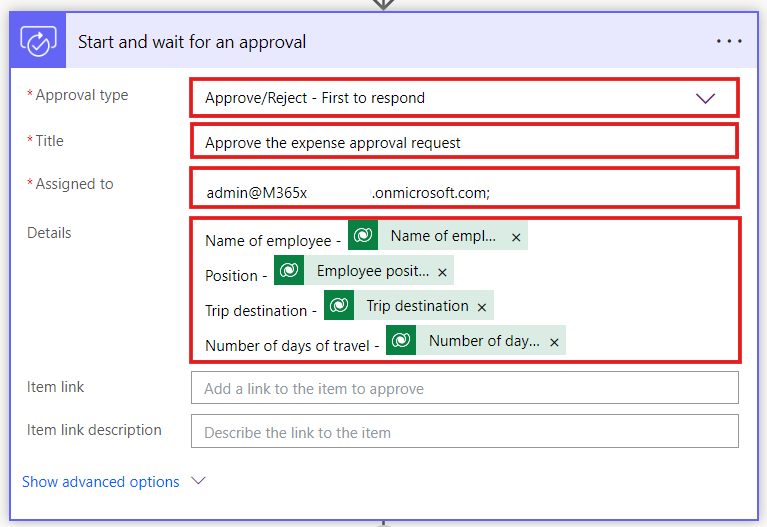 Start and wait for an approval
* Approval type
Approve/Reject - First to respond
* Title
Approve the expense approval request
* Assigned to
admin@M365x .onmicrosoft.com;
Details
Name of employee - Name of empl... ×
Position - Employee posit... ×
Trip destination - Trip destination ×
Number of days of travel - Number of day... ×
Item link
Add a link to the item to approve
Item link description
Describe the link to the item
Show advanced options